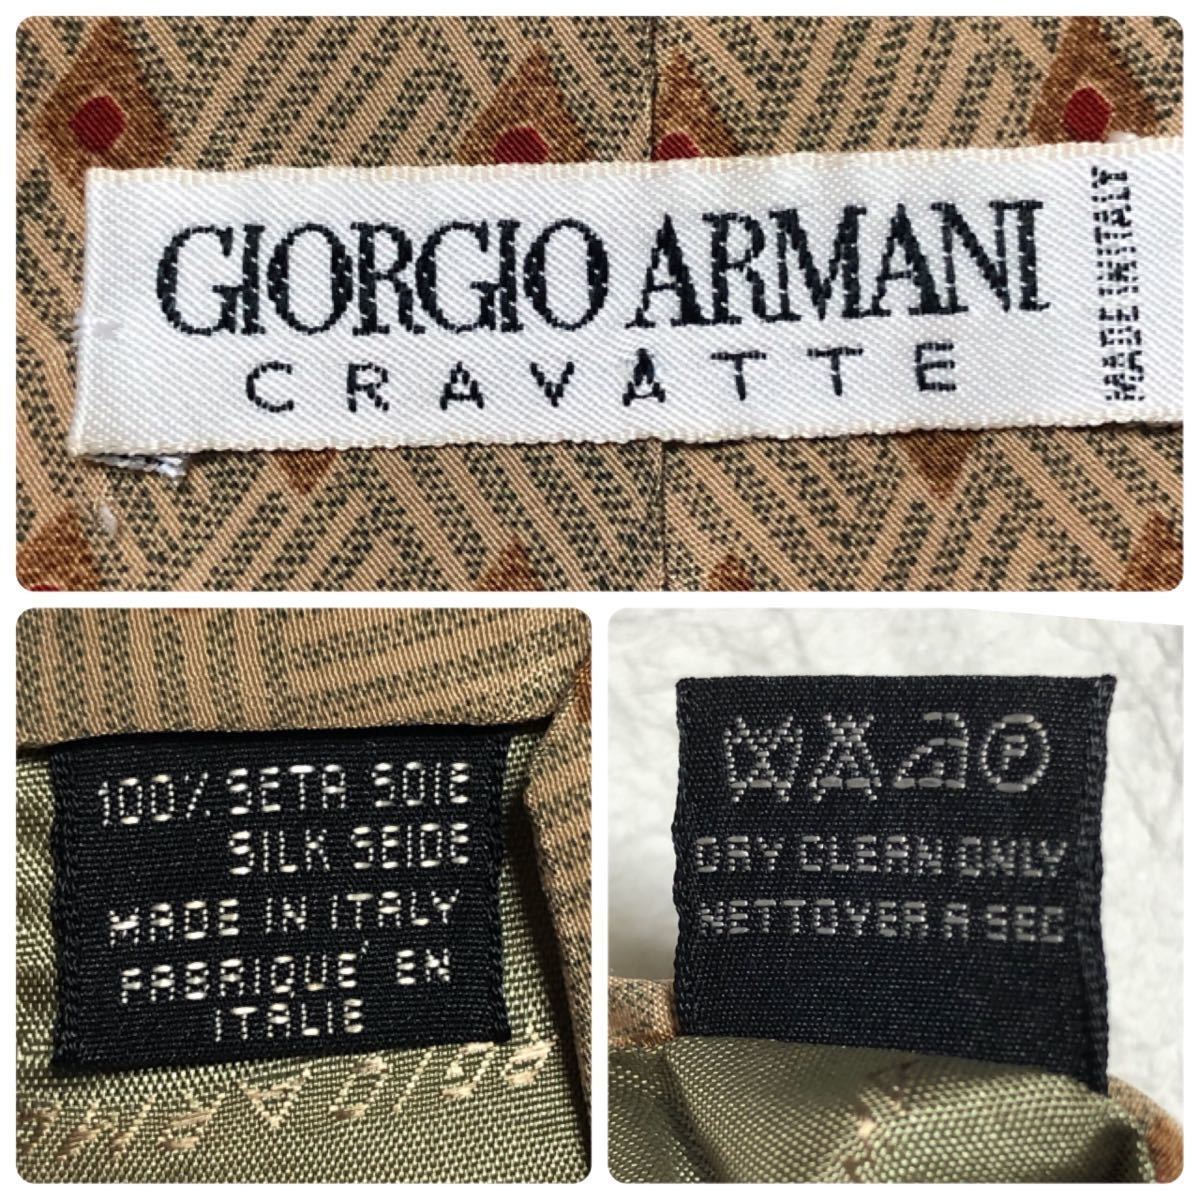 GIORGIO ARMANI
CRAVATTE
MADE IN ITALY
100% SETA SOIE
SILK SEIDE
MADE IN ITALY
FABRIQUÉ EN
ITALIE
P
DRY CLEAN ONLY
NETTOYER A SEC